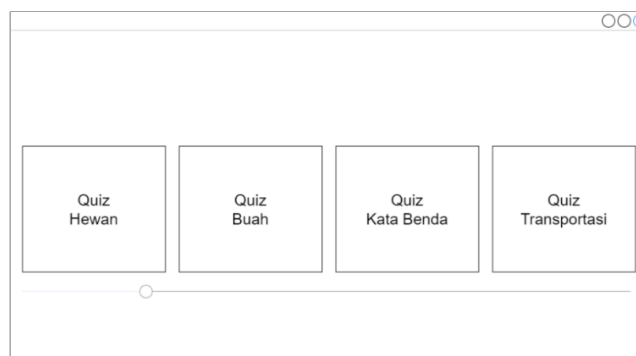 Quiz
Hewan
Quiz
Buah
Quiz
Kata Benda
Quiz
Transportasi